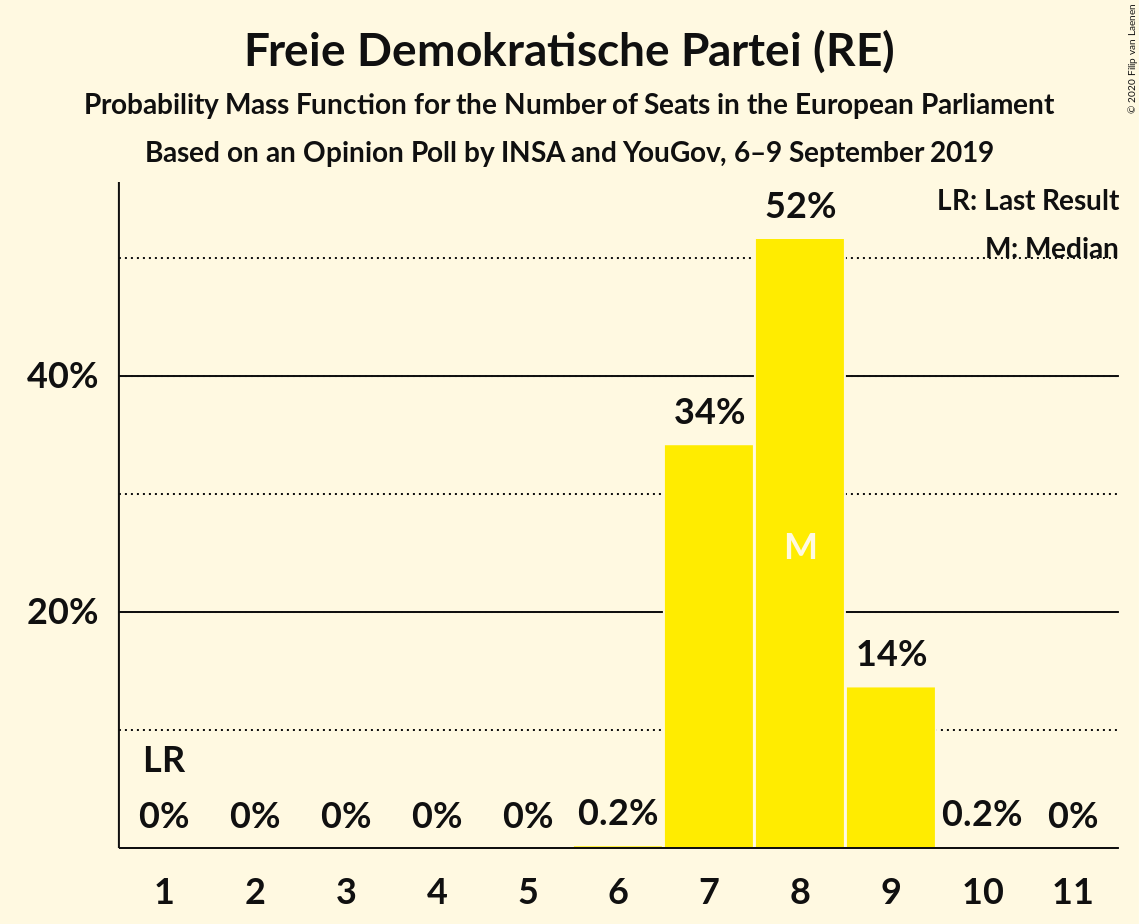 Freie Demokratische Partei (RE)
Probability Mass Function for the Number of Seats in the European Parliament
Based on an Opinion Poll by INSA and YouGov, 6–9 September 2019
© 2020 Filip van Laenen
LR: Last Result
M: Median
52%
40%
34%
M
20%
14%
LR
0% 0% 0% 0% 0% 0.2% 0.2% 0%
1 2 3 4 5 6 7 8 9 10 11